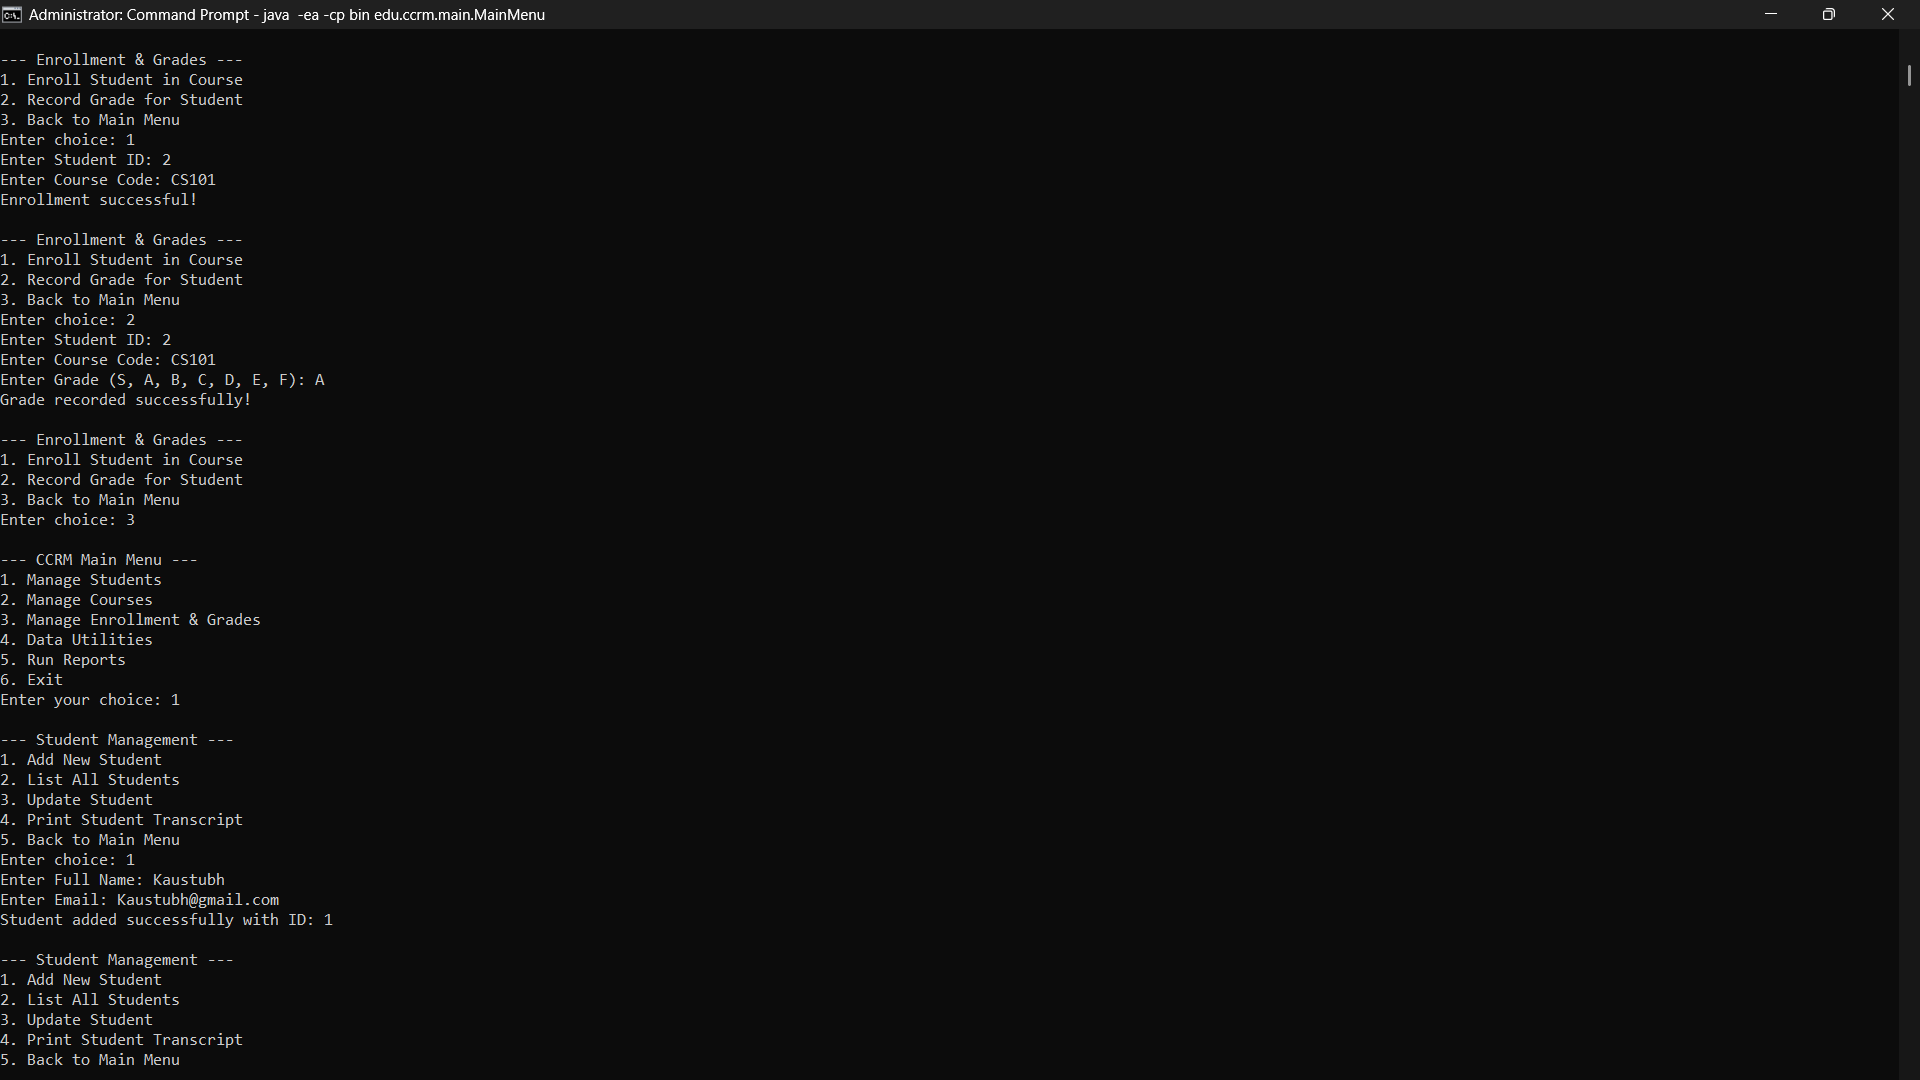 Administrator: Command Prompt - java  -ea -cp bin edu.ccrm.main.MainMenu
--- Enrollment & Grades ---
1. Enroll Student in Course
2. Record Grade for Student
3. Back to Main Menu
Enter choice: 1
Enter Student ID: 2
Enter Course Code: CS101
Enrollment successful!
--- Enrollment & Grades ---
1. Enroll Student in Course
2. Record Grade for Student
3. Back to Main Menu
Enter choice: 2
Enter Student ID: 2
Enter Course Code: CS101
Enter Grade (S, A, B, C, D, E, F): A
Grade recorded successfully!
--- Enrollment & Grades ---
1. Enroll Student in Course
2. Record Grade for Student
3. Back to Main Menu
Enter choice: 3
--- CCRM Main Menu ---
1. Manage Students
2. Manage Courses
3. Manage Enrollment & Grades
4. Data Utilities
5. Run Reports
6. Exit
Enter your choice: 1
--- Student Management ---
1. Add New Student
2. List All Students
3. Update Student
4. Print Student Transcript
5. Back to Main Menu
Enter choice: 1
Enter Full Name: Kaustubh
Enter Email: Kaustubh@gmail.com
Student added successfully with ID: 1
--- Student Management ---
1. Add New Student
2. List All Students
3. Update Student
4. Print Student Transcript
5. Back to Main Menu